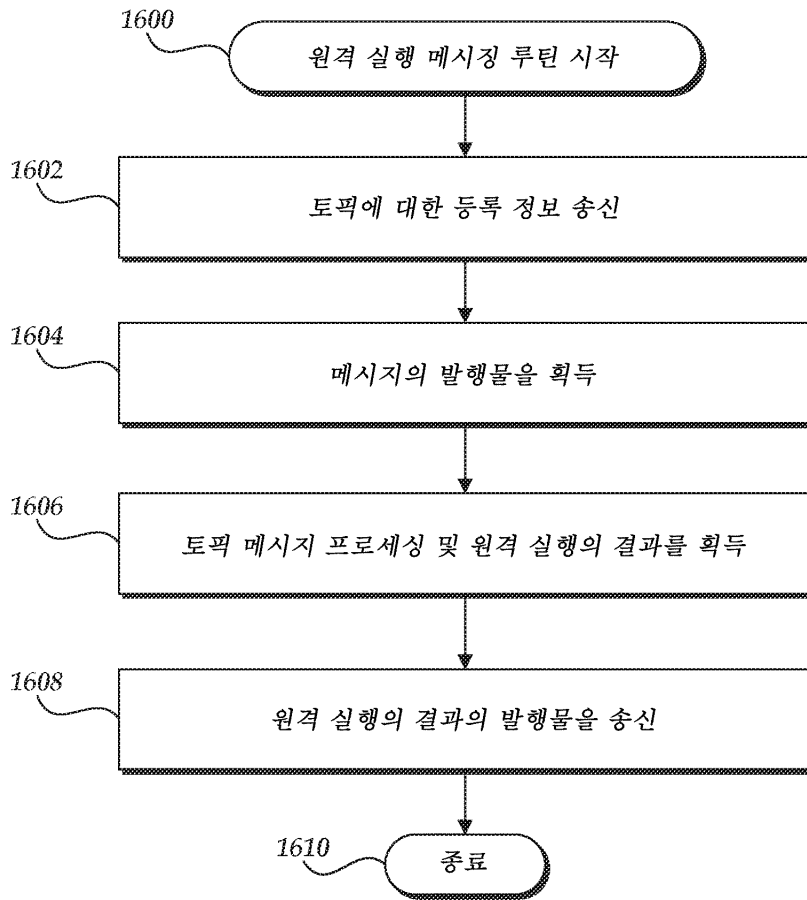 1600
원격 실행 메시징 루틴 시작
1602
토픽에 대한 등록 정보 송신
1604
메시지의 발행물을 획득
1606
토픽 메시지 프로세싱 및 원격 실행의 결과를 획득
1608
원격 실행의 결과의 발행물을 송신
1610
종료